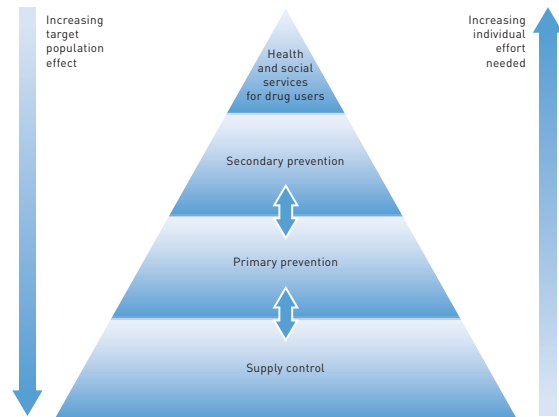 Increasing
target
population
effect
Increasing
individual
effort
needed
Health
and social
services
for drug users
Secondary prevention
Primary prevention
Supply control